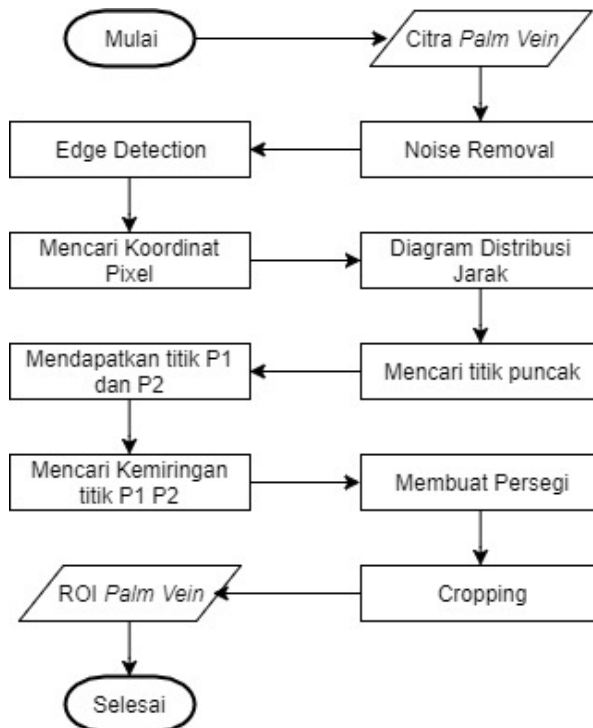 Mulai
Citra Palm Vein
Noise Removal
Edge Detection
Mencari Koordinat
Pixel
Diagram Distribusi
Jarak
Mencari titik puncak
Mendapatkan titik P1
dan P2
Mencari Kemiringan
titik P1 P2
Membuat Persegi
Cropping
ROI Palm Vein
Selesai